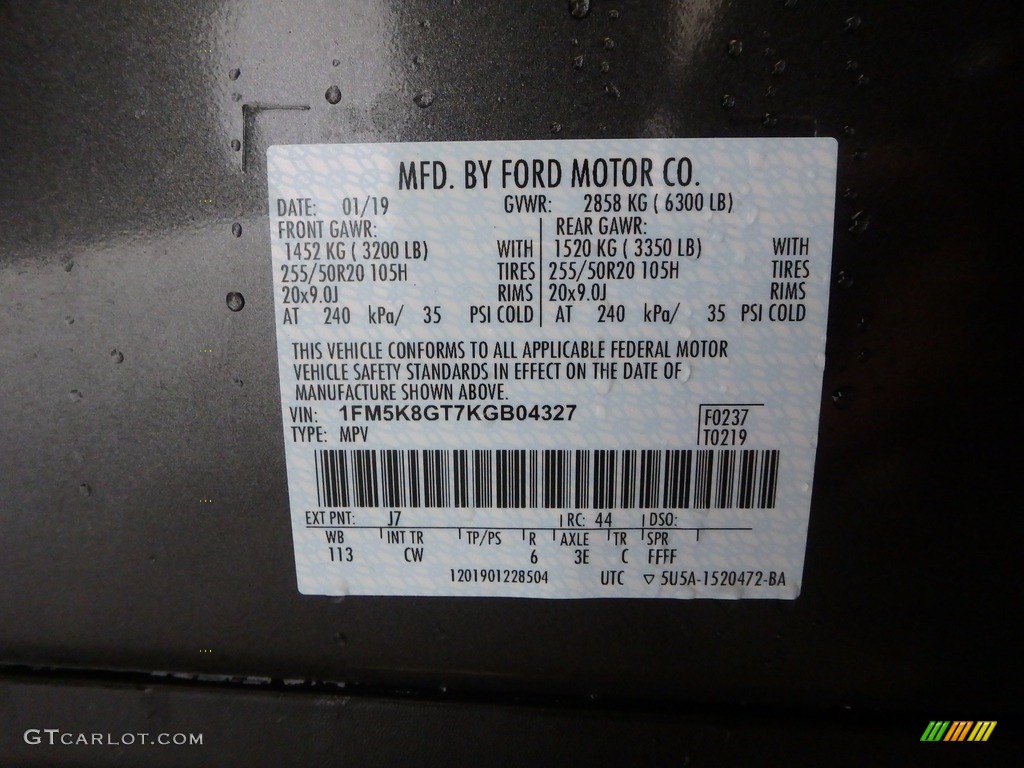 MFD. BY FORD MOTOR CO.
DATE: 01/19 GVWR: 2858 KG ( 6300 LB)
FRONT GAWR: REAR GAWR:
1452 KG ( 3200 LB) WITH 1520 KG ( 3350 LB) WITH
255/50R20 105H TIRES 255/50R20 105H TIRES
20x9.0J RIMS 20x9.0J RIMS
AT 240 kPa/ 35 PSI COLD AT 240 kPa/ 35 PSI COLD
THIS VEHICLE CONFORMS TO ALL APPLICABLE FEDERAL MOTOR
VEHICLE SAFETY STANDARDS IN EFFECT ON THE DATE OF
MANUFACTURE SHOWN ABOVE.
VIN: 1FM5K8GT7KGB04327 F0237
TYPE: MPV T0219
EXT PNT: J7 RC: 44 DSO:
WB INT TR TP/PS R AXLE TR SPR
113 CW 6 3E C FFFF
1201901228504 UTC ▽ 5U5A-1520472-BA
GTCARLOT.COM